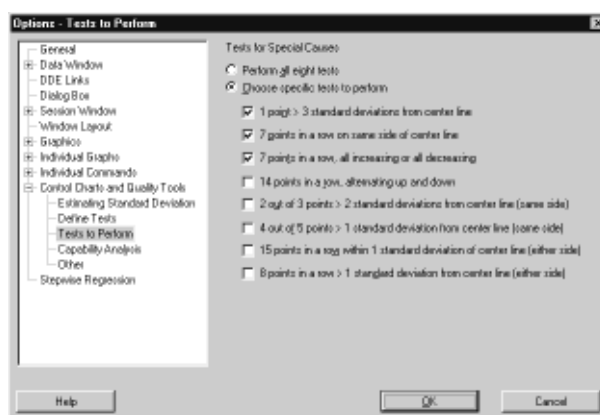 Options - Tests to Perform
General
Data Window
DDE Links
Dialog Box
Session Window
Window Layout
Graphics
Individual Graphs
Individual Commands
Control Charts and Quality Tools
Estimating Standard Deviation
Define Tests
Tests to Perform
Capability Analysis
Other
Stepwise Regression
Tests for Special Causes
Perform all eight tests
Choose specific tests to perform
1 point > 3 standard deviations from center line
7 points in a row on same side of center line
7 points in a row, all increasing or all decreasing
14 points in a row, alternating up and down
2 out of 3 points > 2 standard deviations from center line (same side)
4 out of 5 points > 1 standard deviation from center line (same side)
15 points in a row within 1 standard deviation of center line (either side)
8 points in a row > 1 standard deviation from center line (either side)
Help
OK
Cancel